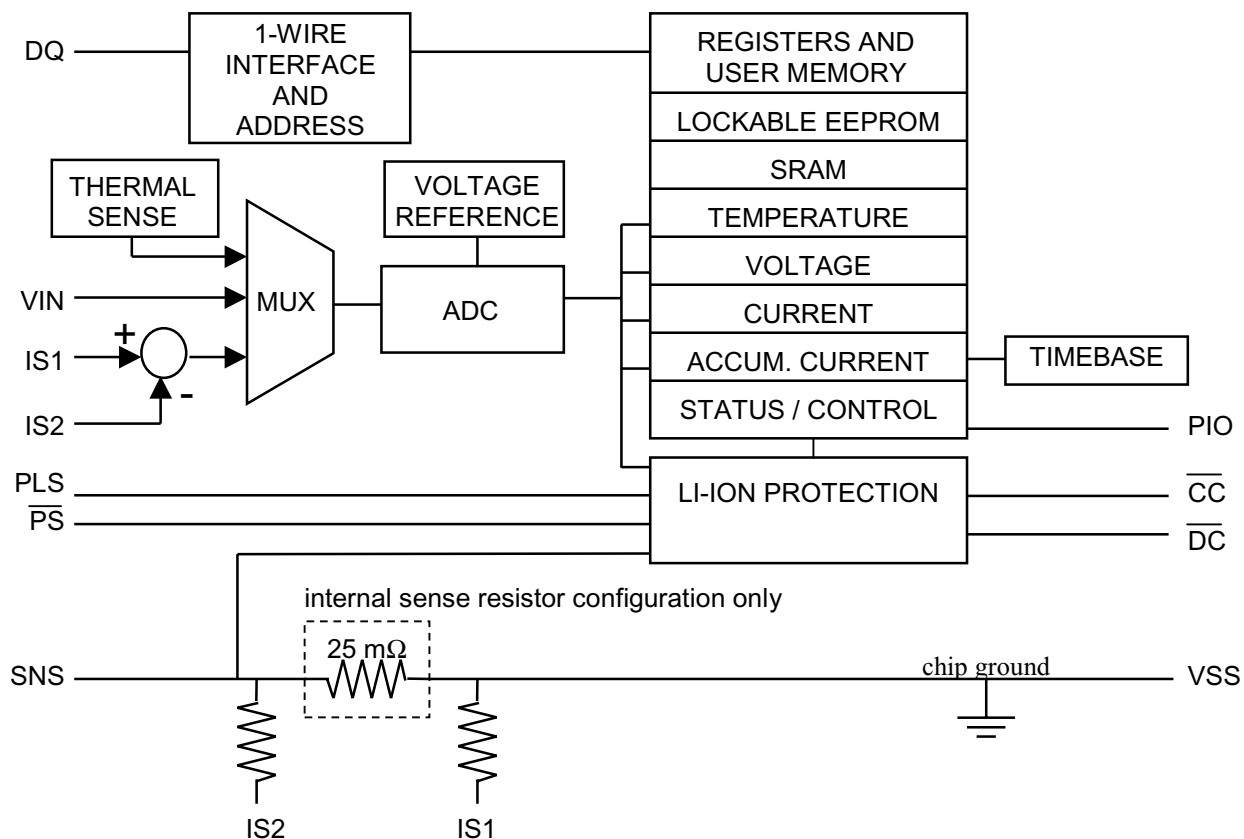 DQ
1-WIRE
INTERFACE
AND
ADDRESS
REGISTERS AND
USER MEMORY
LOCKABLE EEPROM
SRAM
TEMPERATURE
VOLTAGE
CURRENT
ACCUM. CURRENT
STATUS / CONTROL
THERMAL
SENSE
VOLTAGE
REFERENCE
MUX
ADC
VIN
IS1
+
-
IS2
TIMEBASE
PIO
PLS
PS
LI-ION PROTECTION
CC
DC
internal sense resistor configuration only
25 mΩ
SNS
chip ground
VSS
IS2
IS1